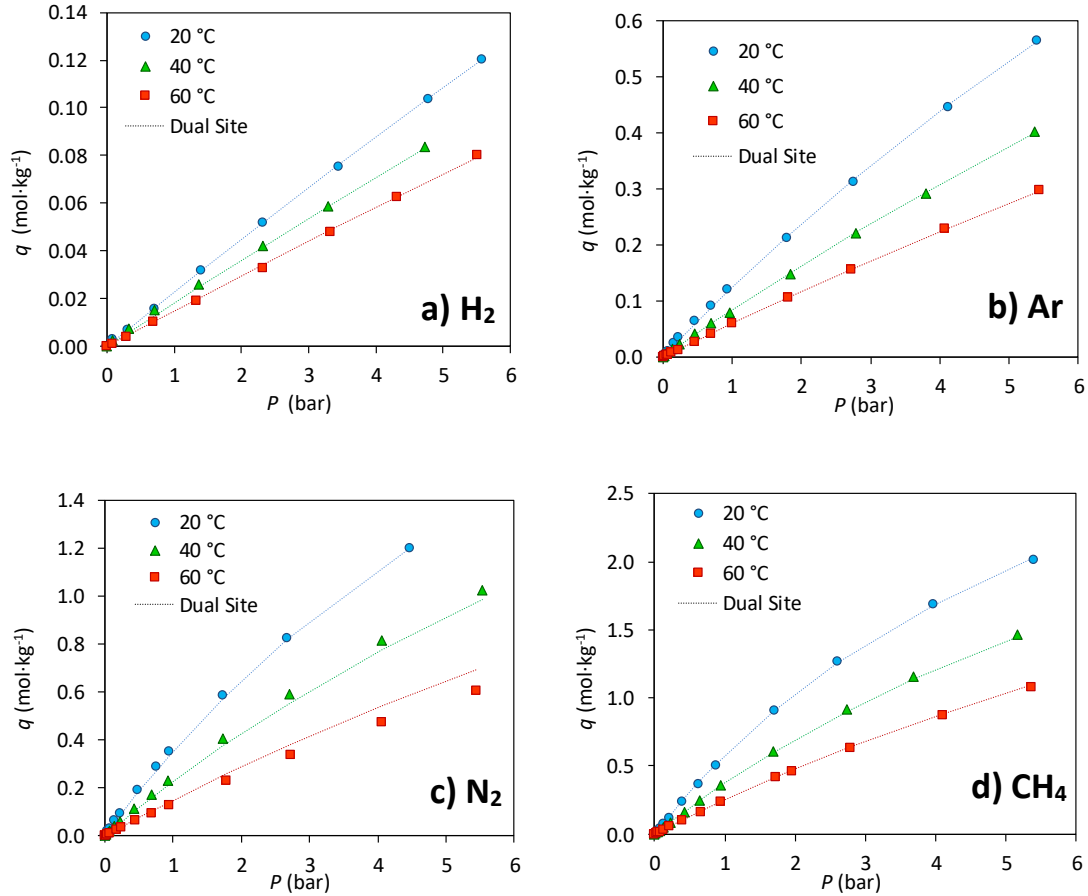 0.14
0.12
0.10
0.08
0.06
0.04
0.02
0.00
q (mol·kg⁻¹)
20 °C
40 °C
60 °C
Dual Site
a) H₂
0 1 2 3 4 5 6
P (bar)
0.6
0.5
0.4
0.3
0.2
0.1
0.0
q (mol·kg⁻¹)
20 °C
40 °C
60 °C
Dual Site
b) Ar
0 1 2 3 4 5 6
P (bar)
1.4
1.2
1.0
0.8
0.6
0.4
0.2
0.0
q (mol·kg⁻¹)
20 °C
40 °C
60 °C
Dual Site
c) N₂
0 1 2 3 4 5 6
P (bar)
2.5
2.0
1.5
1.0
0.5
0.0
q (mol·kg⁻¹)
20 °C
40 °C
60 °C
Dual Site
d) CH₄
0 1 2 3 4 5 6
P (bar)